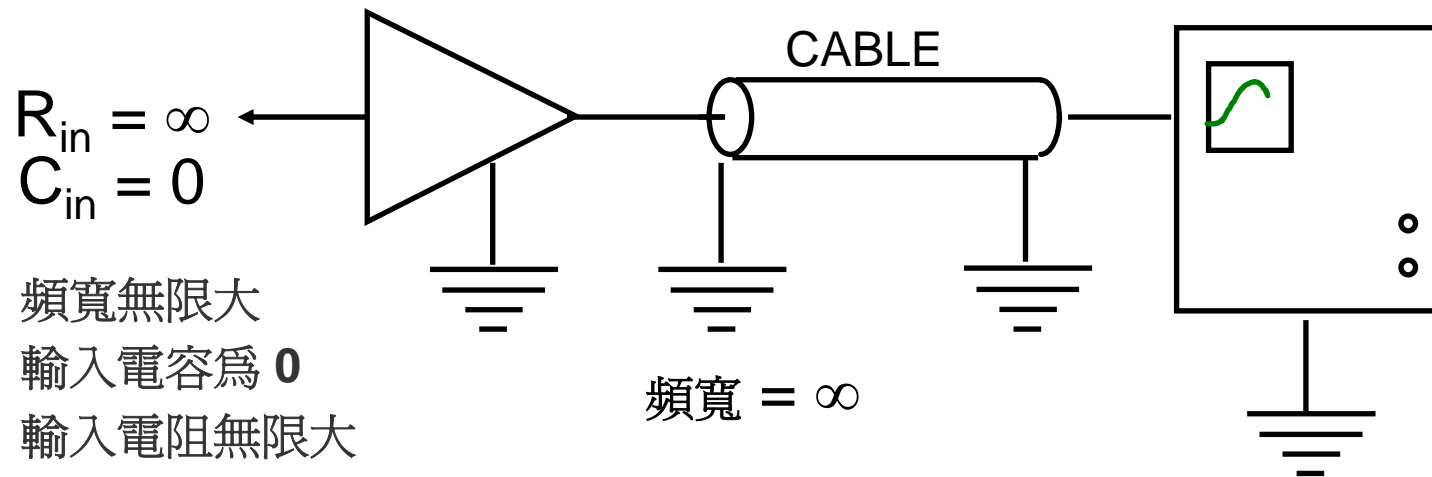 CABLE
Rin = ∞
Cin = 0
頻寬無限大
輸入電容爲 0
輸入電阻無限大
頻寬 = ∞